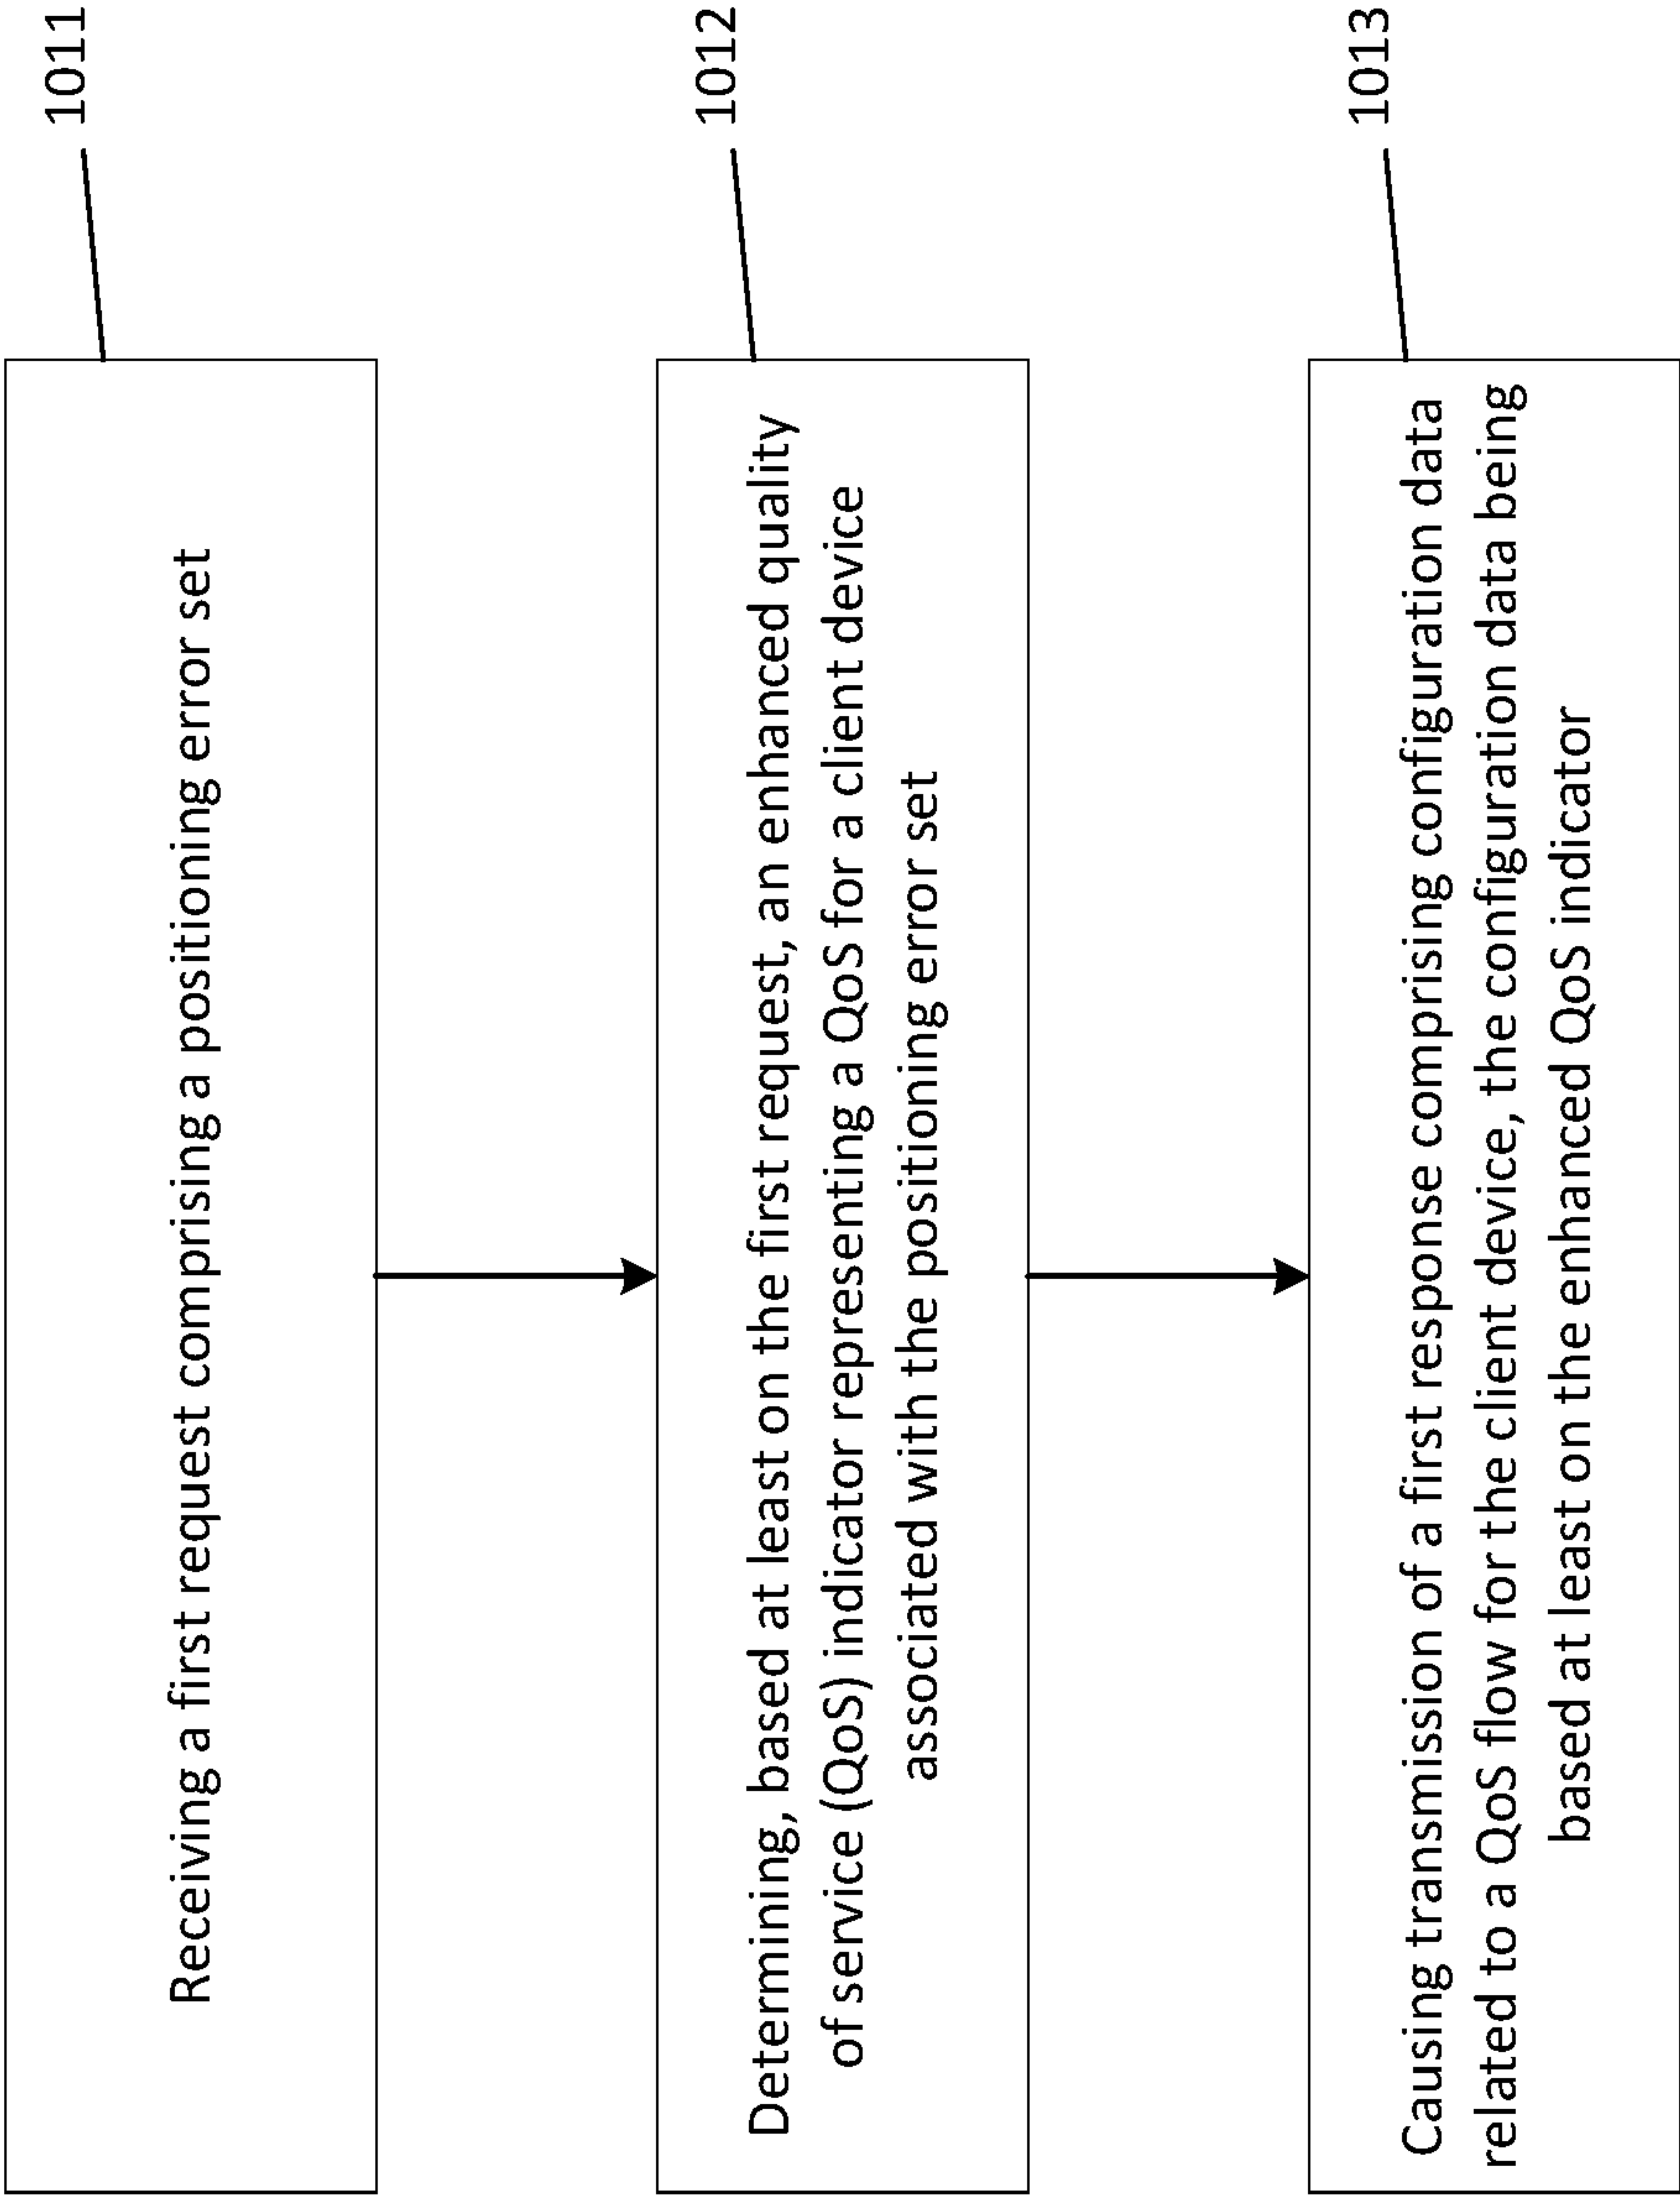 Receiving a first request comprising a positioning error set
1011
Determining, based at least on the first request, an enhanced quality
of service (QoS) indicator representing a QoS for a client device
associated with the positioning error set
1012
Causing transmission of a first response comprising configuration data
related to a QoS flow for the client device, the configuration data being
based at least on the enhanced QoS indicator
1013